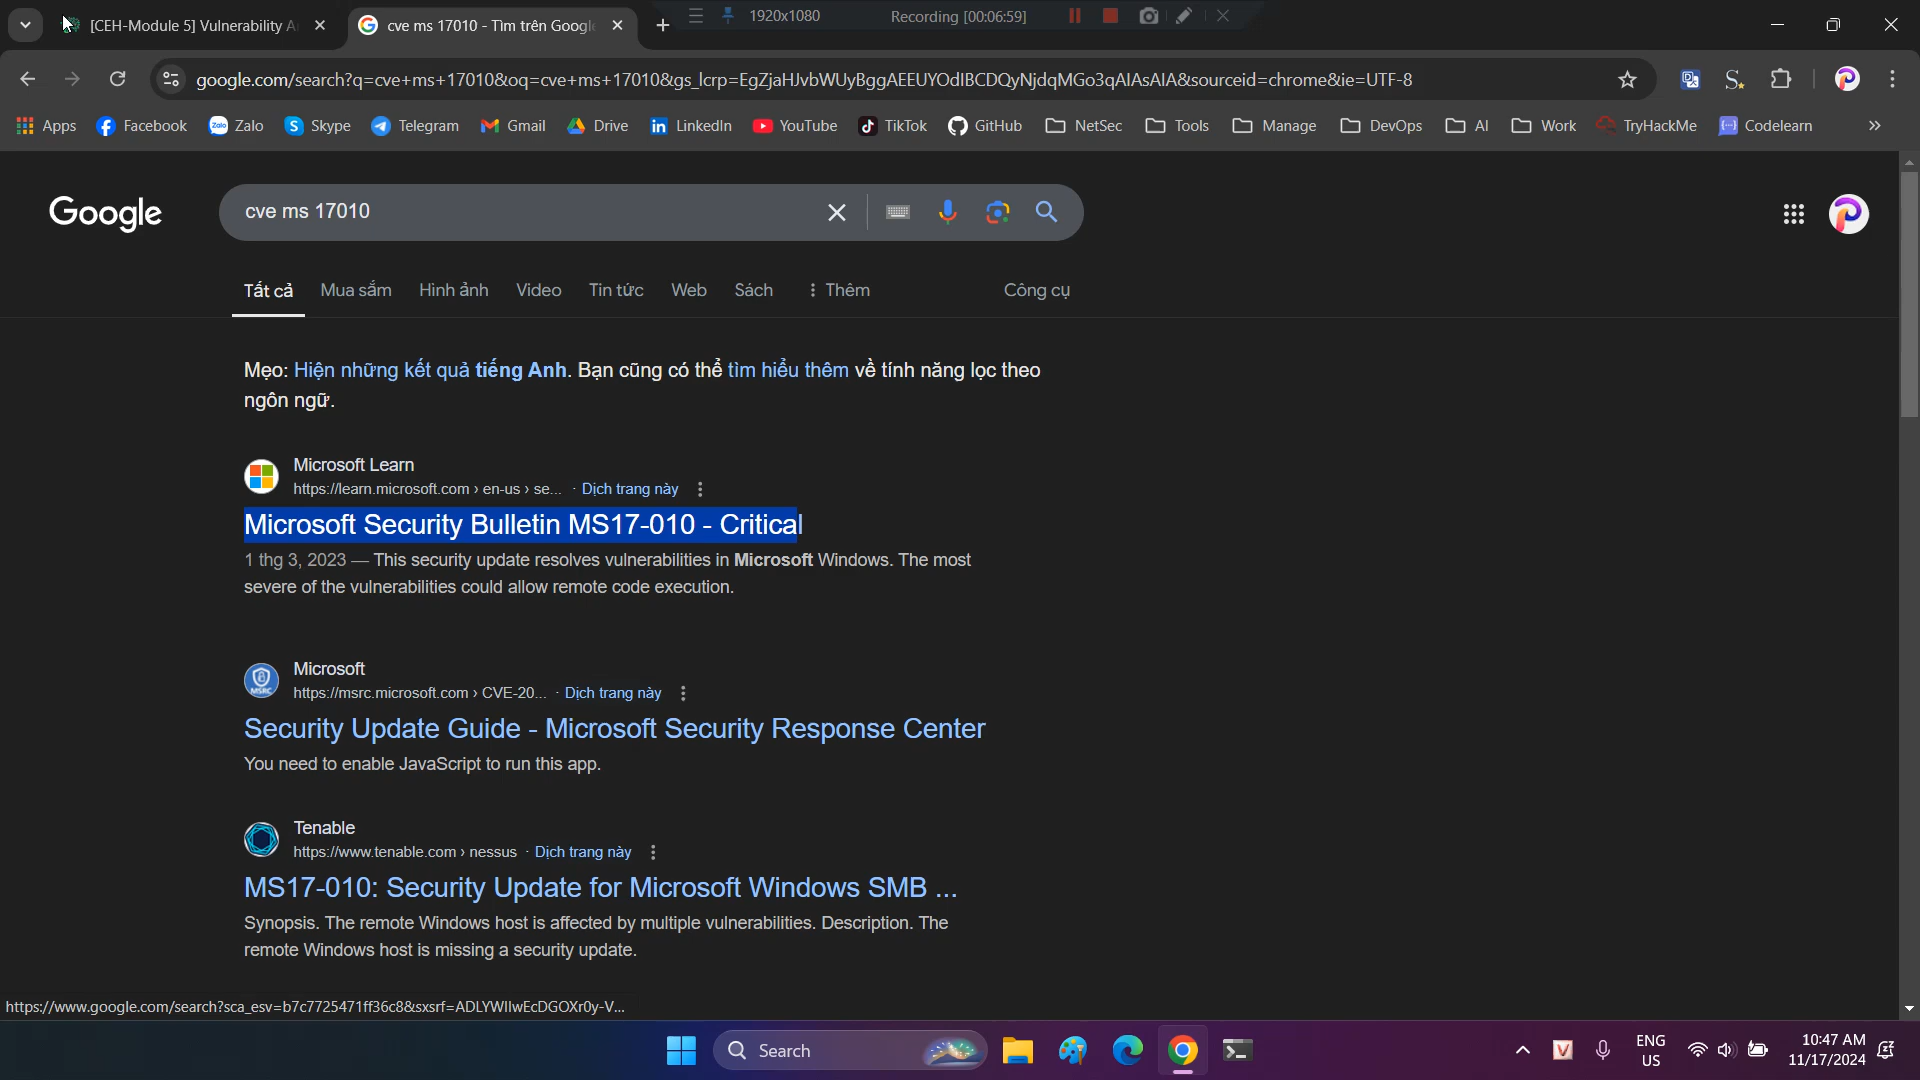 [CEH-Module 5] Vulnerability A
cve ms 17010 - Tìm trên Google
1920x1080
Recording [00:06:59]
google.com/search?q=cve+ms+17010&oq=cve+ms+17010&gs_lcrp=EgZjaHJvbWUyBggAEEUYOdIBCDQyNjdqMGo3qAIAsAIA&sourceid=chrome&ie=UTF-8
Apps
Facebook
Zalo
Skype
Telegram
Gmail
Drive
LinkedIn
YouTube
TikTok
GitHub
NetSec
Tools
Manage
DevOps
AI
Work
TryHackMe
Codelearn
Google
cve ms 17010
Tất cả
Mua sắm
Hình ảnh
Video
Tin tức
Web
Sách
Thêm
Công cụ
Mẹo: Hiện những kết quả tiếng Anh. Bạn cũng có thể tìm hiểu thêm về tính năng lọc theo
ngôn ngữ.
Microsoft Learn
https://learn.microsoft.com › en-us › se... · Dịch trang này
Microsoft Security Bulletin MS17-010 - Critical
1 thg 3, 2023 — This security update resolves vulnerabilities in Microsoft Windows. The most
severe of the vulnerabilities could allow remote code execution.
Microsoft
https://msrc.microsoft.com › CVE-20... · Dịch trang này
MSRC
Security Update Guide - Microsoft Security Response Center
You need to enable JavaScript to run this app.
Tenable
https://www.tenable.com › nessus · Dịch trang này
MS17-010: Security Update for Microsoft Windows SMB ...
Synopsis. The remote Windows host is affected by multiple vulnerabilities. Description. The
remote Windows host is missing a security update.
https://www.google.com/search?sca_esv=b7c7725471ff36c8&sxsrf=ADLYWIIwEcDGOXr0y-V...
Search
ENG
US
10:47 AM
11/17/2024